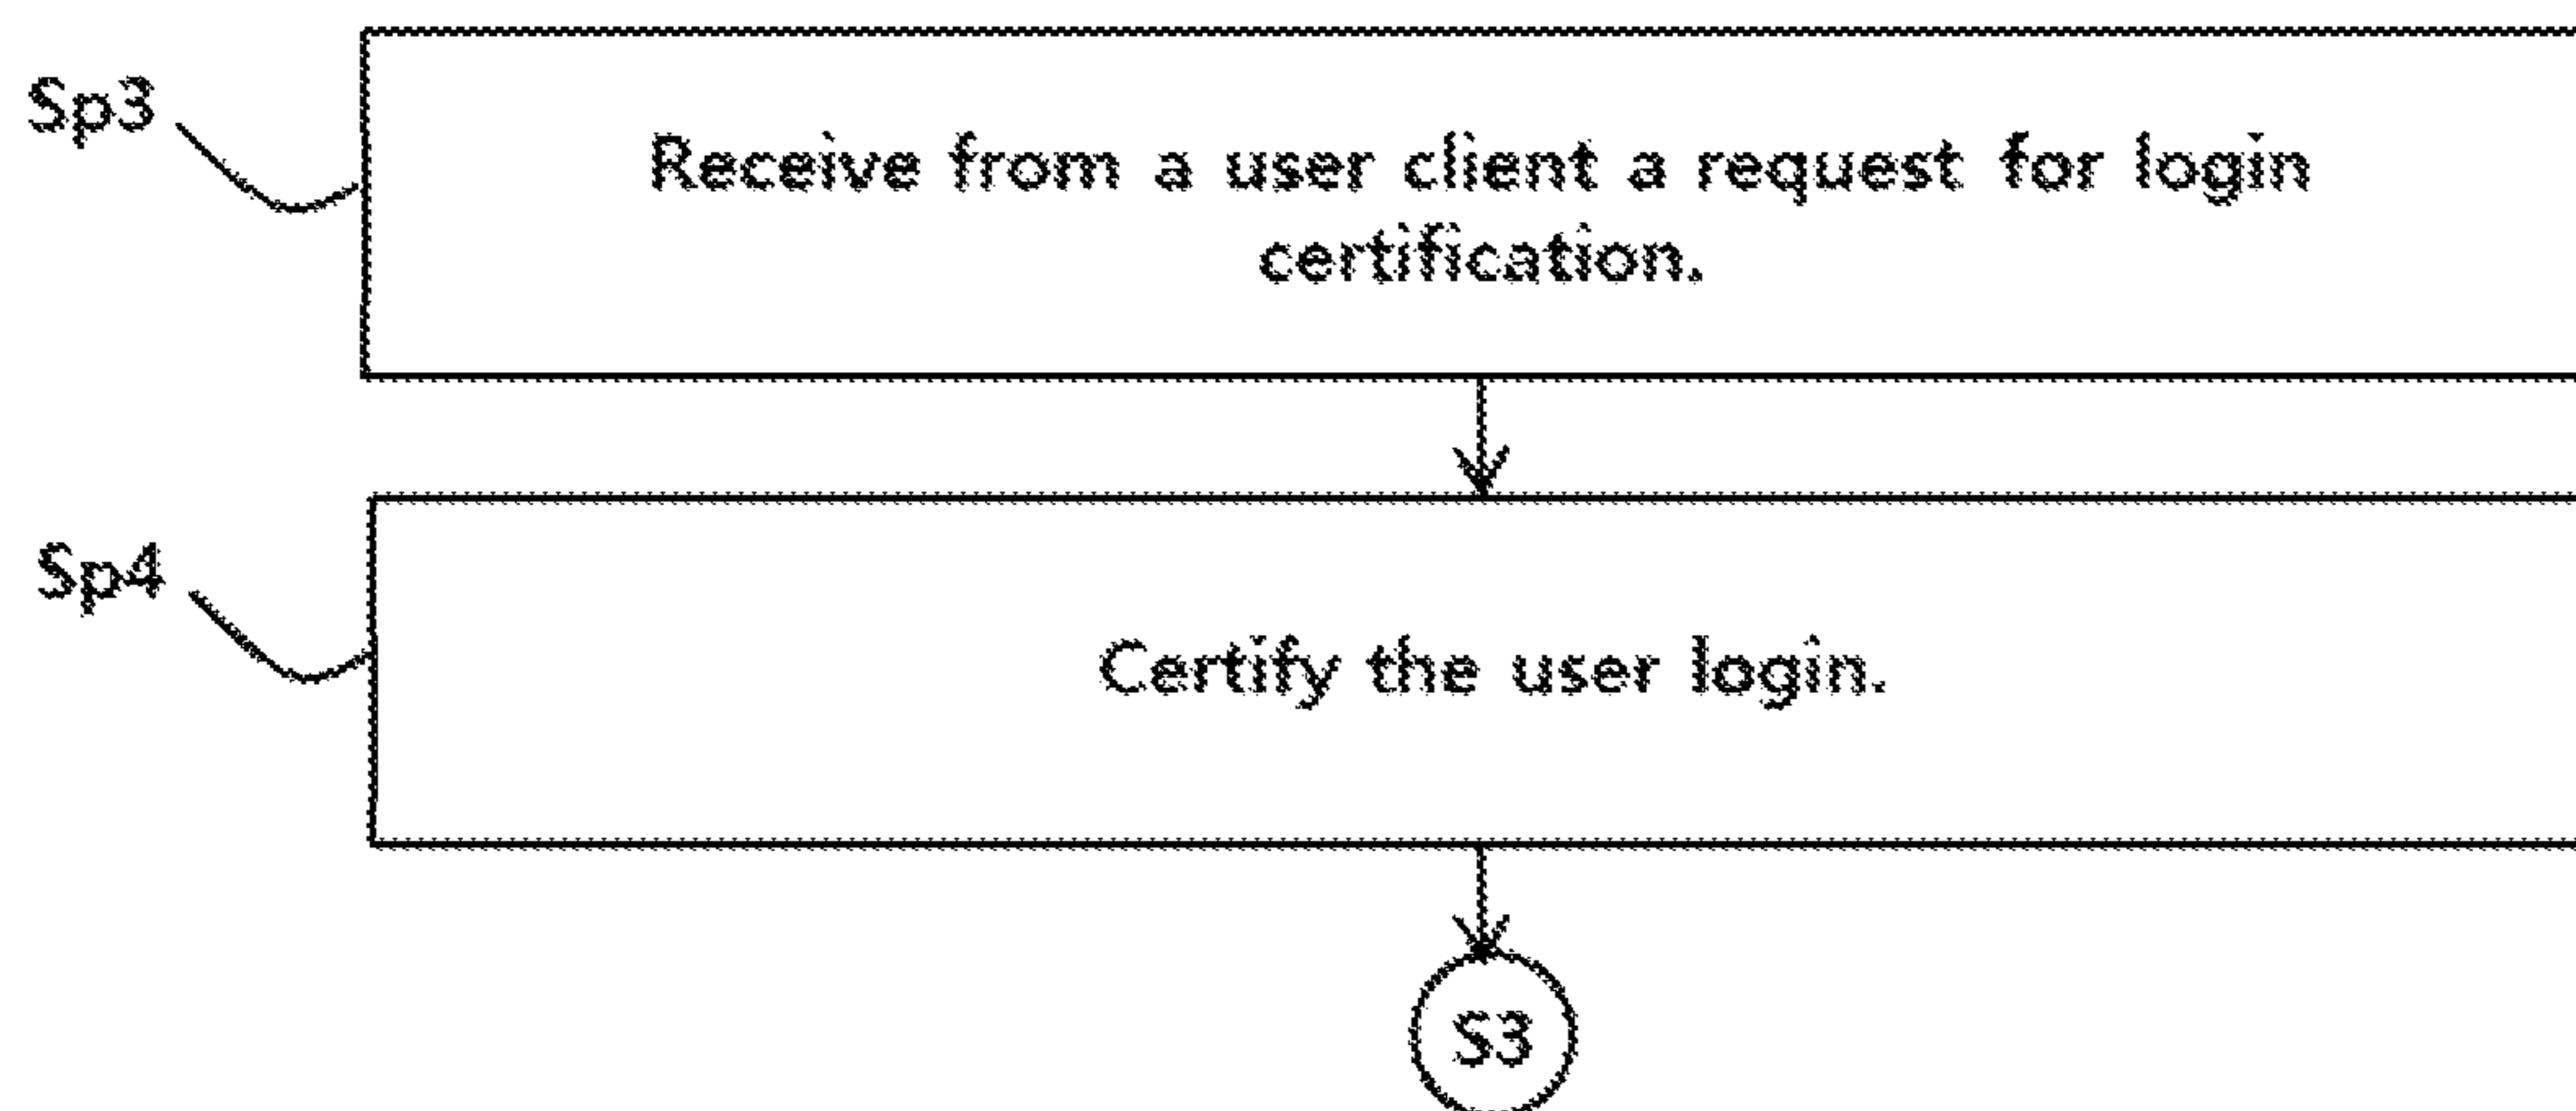 Sp3
Receive from a user client a request for login
certification.
Sp4
Certify the user login.
S3